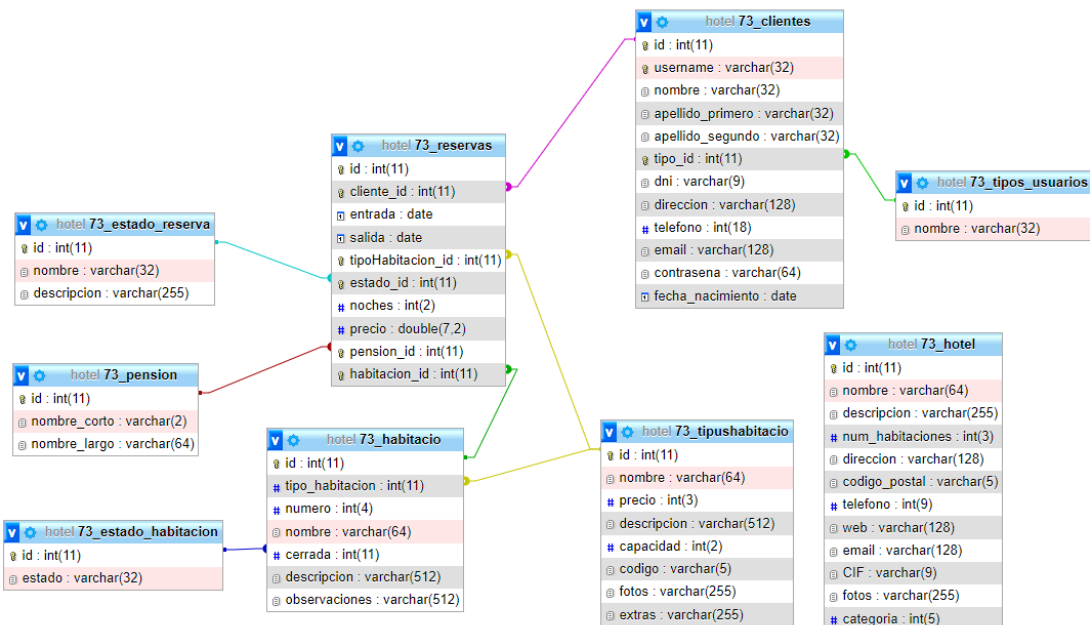 hotel 73_clientes
id : int(11)
username : varchar(32)
nombre : varchar(32)
apellido_primero : varchar(32)
apellido_segundo : varchar(32)
tipo_id : int(11)
dni : varchar(9)
direccion : varchar(128)
# telefono : int(18)
email : varchar(128)
contrasena : varchar(64)
fecha_nacimiento : date
hotel 73_reservas
id : int(11)
cliente_id : int(11)
entrada : date
salida : date
tipoHabitacion_id : int(11)
estado_id : int(11)
# noches : int(2)
# precio : double(7,2)
pension_id : int(11)
habitacion_id : int(11)
hotel 73_tipos_usuarios
id : int(11)
nombre : varchar(32)
hotel 73_estado_reserva
id : int(11)
nombre : varchar(32)
descripcion : varchar(255)
hotel 73_pension
id : int(11)
nombre_corto : varchar(2)
nombre_largo : varchar(64)
hotel 73_habitacio
id : int(11)
# tipo_habitacion : int(11)
# numero : int(4)
nombre : varchar(64)
# cerrada : int(11)
descripcion : varchar(512)
observaciones : varchar(512)
hotel 73_estado_habitacion
id : int(11)
estado : varchar(32)
hotel 73_tipushabitacio
id : int(11)
nombre : varchar(64)
# precio : int(3)
descripcion : varchar(512)
# capacidad : int(2)
codigo : varchar(5)
fotos : varchar(255)
extras : varchar(255)
hotel 73_hotel
id : int(11)
nombre : varchar(64)
descripcion : varchar(255)
# num_habitaciones : int(3)
direccion : varchar(128)
codigo_postal : varchar(5)
# telefono : int(9)
web : varchar(128)
email : varchar(128)
CIF : varchar(9)
fotos : varchar(255)
# categoria : int(5)